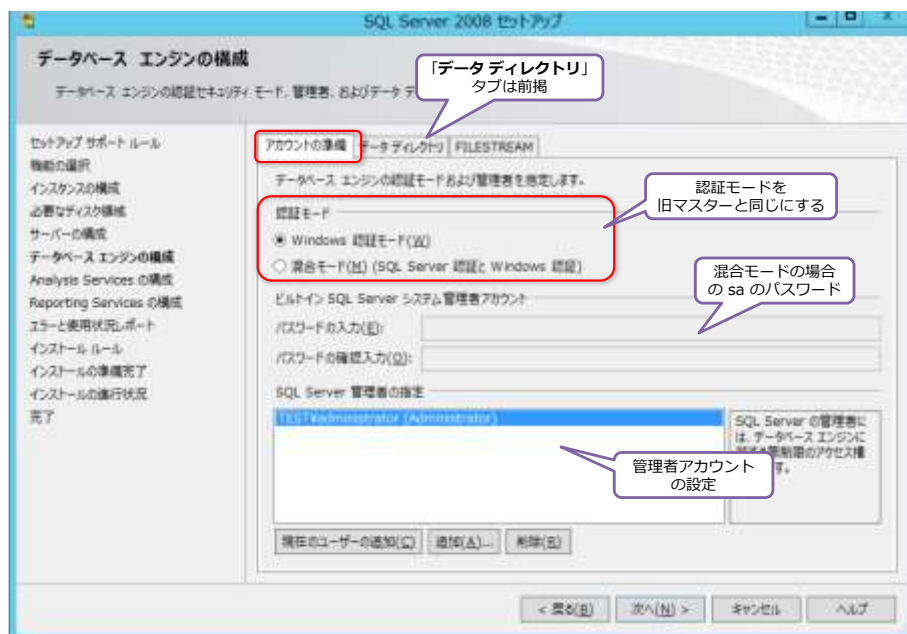 SQL Server 2008 セットアップ
データベース エンジンの構成
データベース エンジンの認証セキュリティ モード、管理者、およびデータ デ
「データ ディレクトリ」
タブは前掲
セットアップ サポート ルール
機能の選択
インスタンスの構成
必要なディスク領域
サーバーの構成
データベース エンジンの構成
Analysis Services の構成
Reporting Services の構成
エラーと使用状況レポート
インストール ルール
インストールの準備完了
インストールの進行状況
完了
アカウントの準備
データ ディレクトリ
FILESTREAM
データベース エンジンの認証モードおよび管理者を指定します。
認証モードを
旧マスターと同じにする
認証モード
Windows 認証モード(W)
混合モード(M) (SQL Server 認証と Windows 認証)
混合モードの場合
の sa のパスワード
ビルトイン SQL Server システム管理者アカウント
パスワードの入力(E):
パスワードの確認入力(O):
SQL Server 管理者の指定
TEST¥administrator (Administrator)
SQL Server の管理者に
は、データベース エンジンに
制限のアクセス権
す。
管理者アカウント
の設定
現在のユーザーの追加(C)
追加(A)...
削除(R)
< 戻る(B)
次へ(N) >
キャンセル
ヘルプ